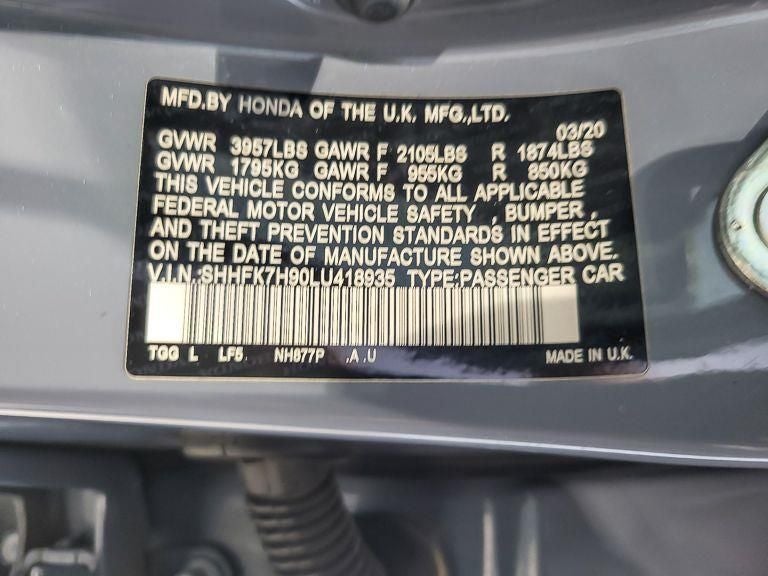 MFD.BY HONDA OF THE U.K. MFG.,LTD.
03/20
GVWR 3957LBS GAWR F 2105LBS R 1874LBS
GVWR 1795KG GAWR F 955KG R 850KG
THIS VEHICLE CONFORMS TO ALL APPLICABLE
FEDERAL MOTOR VEHICLE SAFETY , BUMPER ,
AND THEFT PREVENTION STANDARDS IN EFFECT
ON THE DATE OF MANUFACTURE SHOWN ABOVE.
V.I.N.:SHHFK7H90LU418935 TYPE:PASSENGER CAR
TGG L LF5. NH877P .A .U MADE IN U.K.